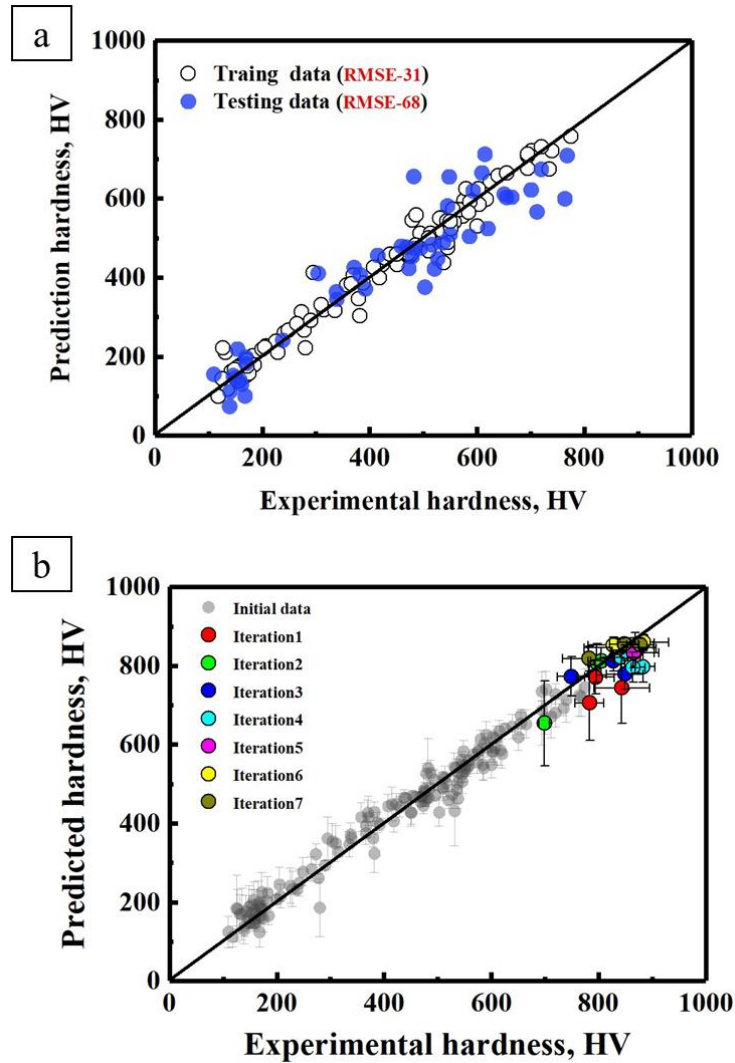 a
1000
800
600
400
200
0
Traing data (RMSE-31)
Testing data (RMSE-68)
Prediction hardness, HV
0 200 400 600 800 1000
Experimental hardness, HV
b
1000
800
600
400
200
0
Initial data
Iteration1
Iteration2
Iteration3
Iteration4
Iteration5
Iteration6
Iteration7
Predicted hardness, HV
0 200 400 600 800 1000
Experimental hardness, HV